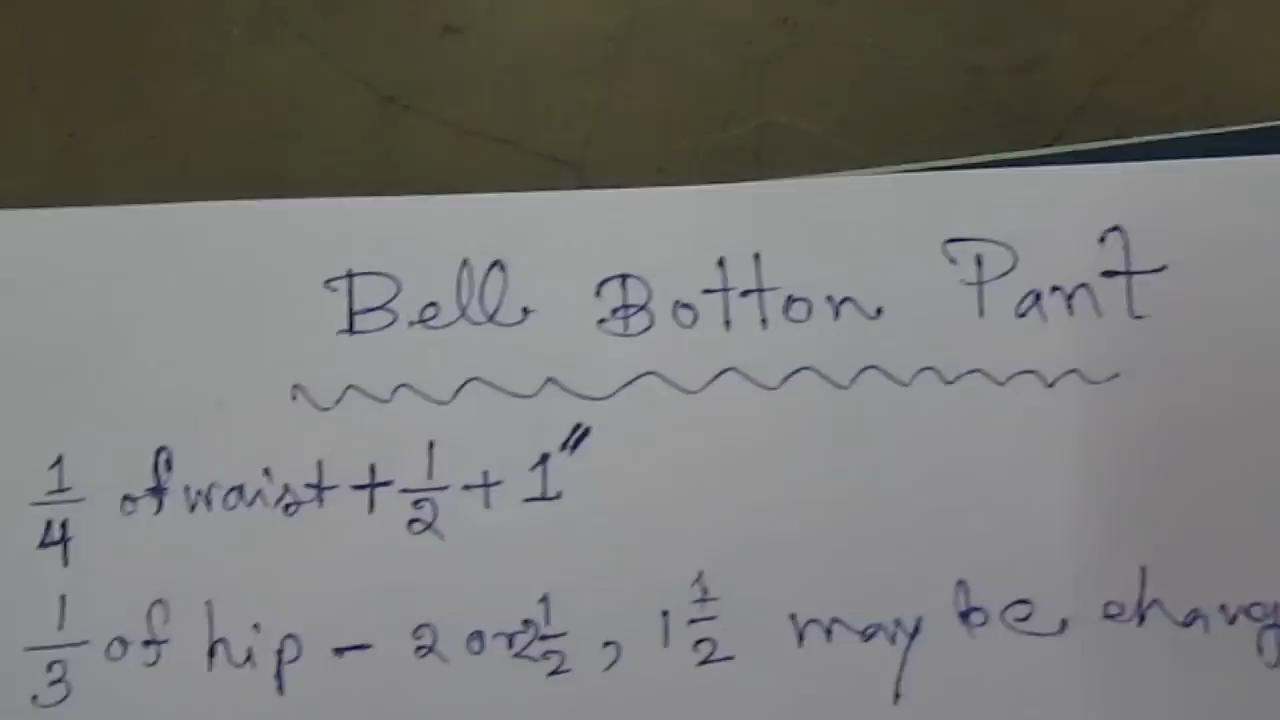 Bell Botton Pant
1/4 of waist + 1/2 + 1"
1/3 of hip - 2 or 2 1/2, 1 1/2 may be chang